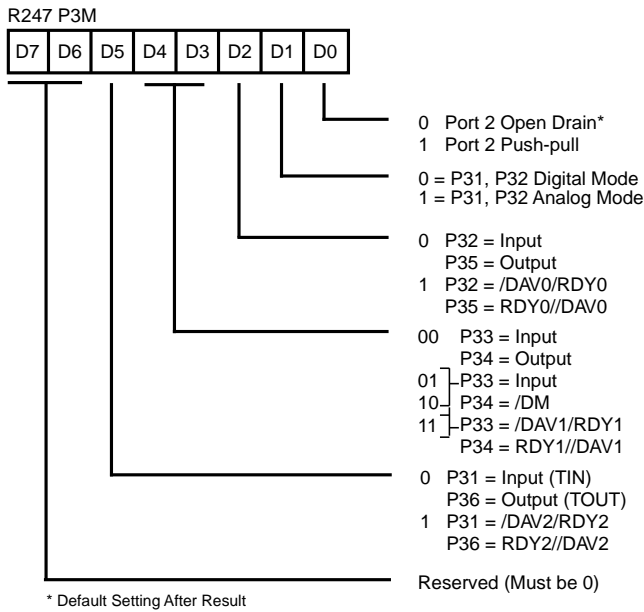 R247 P3M
D7 D6 D5 D4 D3 D2 D1 D0
0 Port 2 Open Drain*
1 Port 2 Push-pull
0 = P31, P32 Digital Mode
1 = P31, P32 Analog Mode
0 P32 = Input
P35 = Output
1 P32 = /DAV0/RDY0
P35 = RDY0//DAV0
00 P33 = Input
P34 = Output
01 P33 = Input
10 P34 = /DM
11 P33 = /DAV1/RDY1
P34 = RDY1//DAV1
0 P31 = Input (TIN)
P36 = Output (TOUT)
1 P31 = /DAV2/RDY2
P36 = RDY2//DAV2
Reserved (Must be 0)
* Default Setting After Result